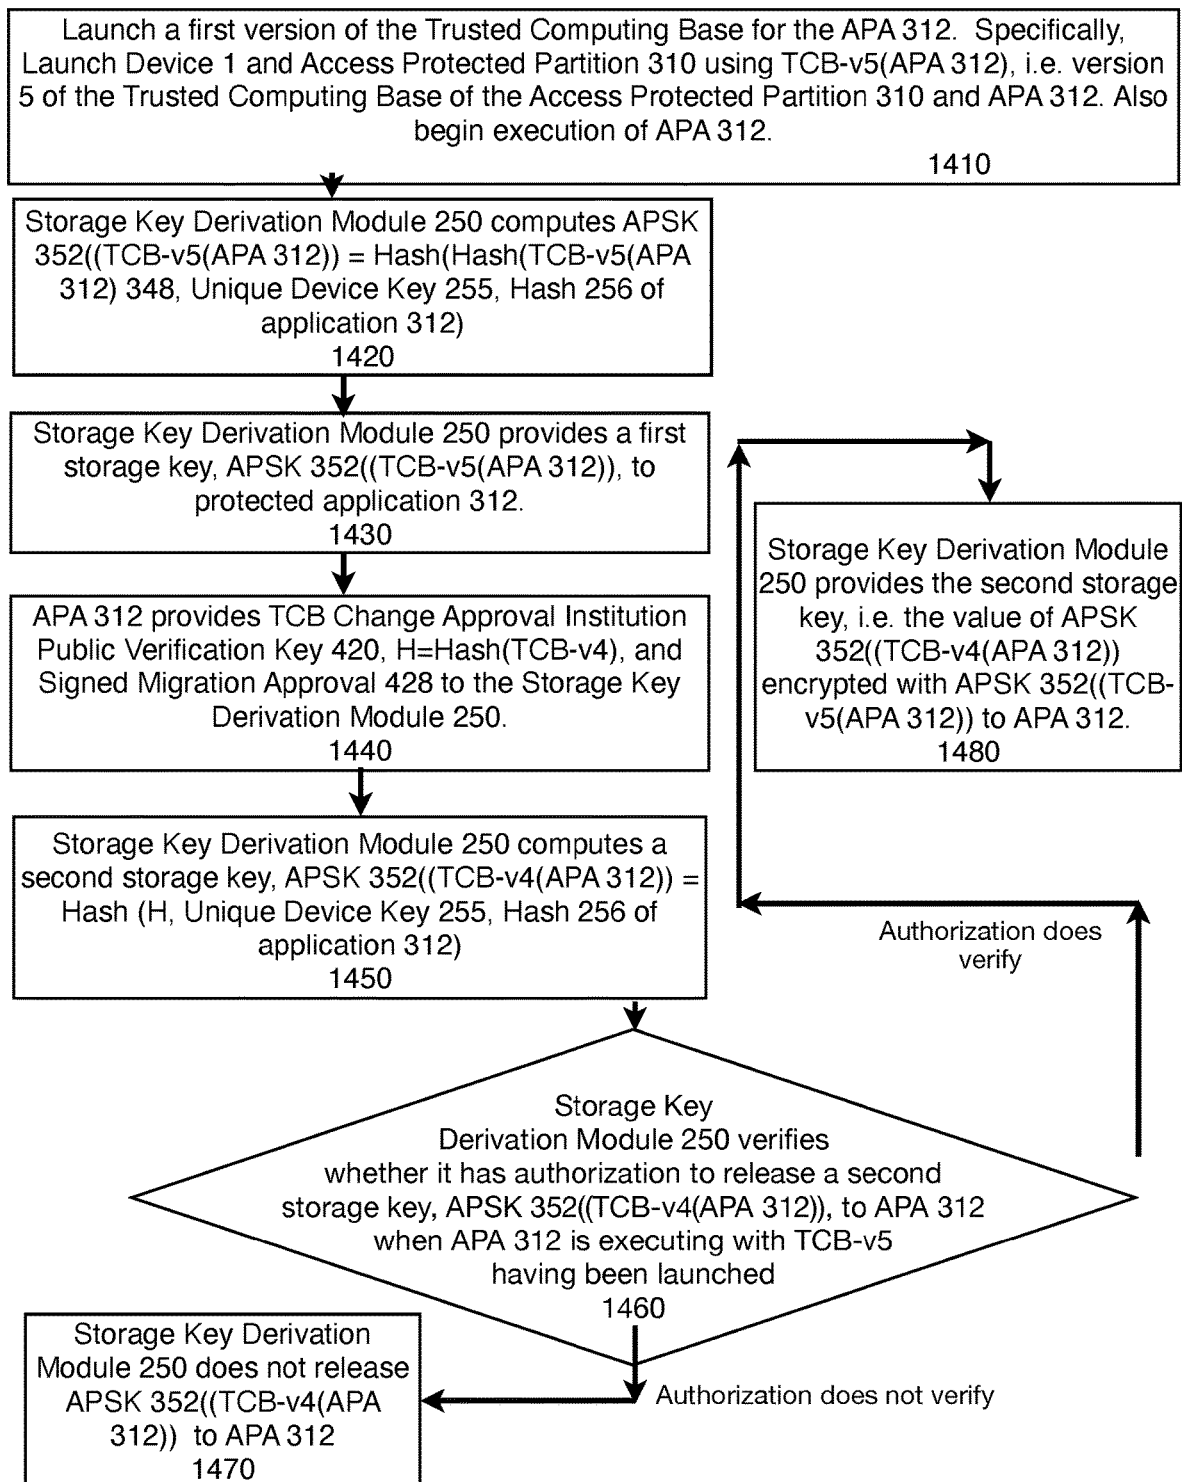 Launch a first version of the Trusted Computing Base for the APA 312.  Specifically,
Launch Device 1 and Access Protected Partition 310 using TCB-v5(APA 312), i.e. version
5 of the Trusted Computing Base of the Access Protected Partition 310 and APA 312. Also
begin execution of APA 312.
1410
Storage Key Derivation Module 250 computes APSK
352((TCB-v5(APA 312)) = Hash(Hash(TCB-v5(APA
312) 348, Unique Device Key 255, Hash 256 of
application 312)
1420
Storage Key Derivation Module 250 provides a first
storage key, APSK 352((TCB-v5(APA 312)), to
protected application 312.
1430
APA 312 provides TCB Change Approval Institution
Public Verification Key 420, H=Hash(TCB-v4), and
Signed Migration Approval 428 to the Storage Key
Derivation Module 250.
1440
Storage Key Derivation Module 250 computes a
second storage key, APSK 352((TCB-v4(APA 312)) =
Hash (H, Unique Device Key 255, Hash 256 of
application 312)
1450
Storage Key
Derivation Module 250 verifies
whether it has authorization to release a second
storage key, APSK 352((TCB-v4(APA 312)), to APA 312
when APA 312 is executing with TCB-v5
having been launched
1460
Authorization does not verify
Storage Key Derivation
Module 250 does not release
APSK 352((TCB-v4(APA
312))  to APA 312
1470
Authorization does
verify
Storage Key Derivation Module
250 provides the second storage
key, i.e. the value of APSK
352((TCB-v4(APA 312))
encrypted with APSK 352((TCB-
v5(APA 312)) to APA 312.
1480